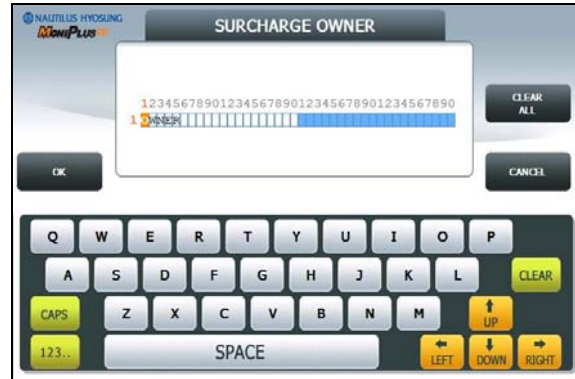 NAUTILUS HYOSUNG
MoniPlus
SURCHARGE OWNER
1234567890123456789012345678901234567890
1 OWNER
CLEAR
ALL
OK
CANCEL
Q W E R T Y U I O P
A S D F G H J K L CLEAR
CAPS Z X C V B N M UP
123.. SPACE LEFT DOWN RIGHT